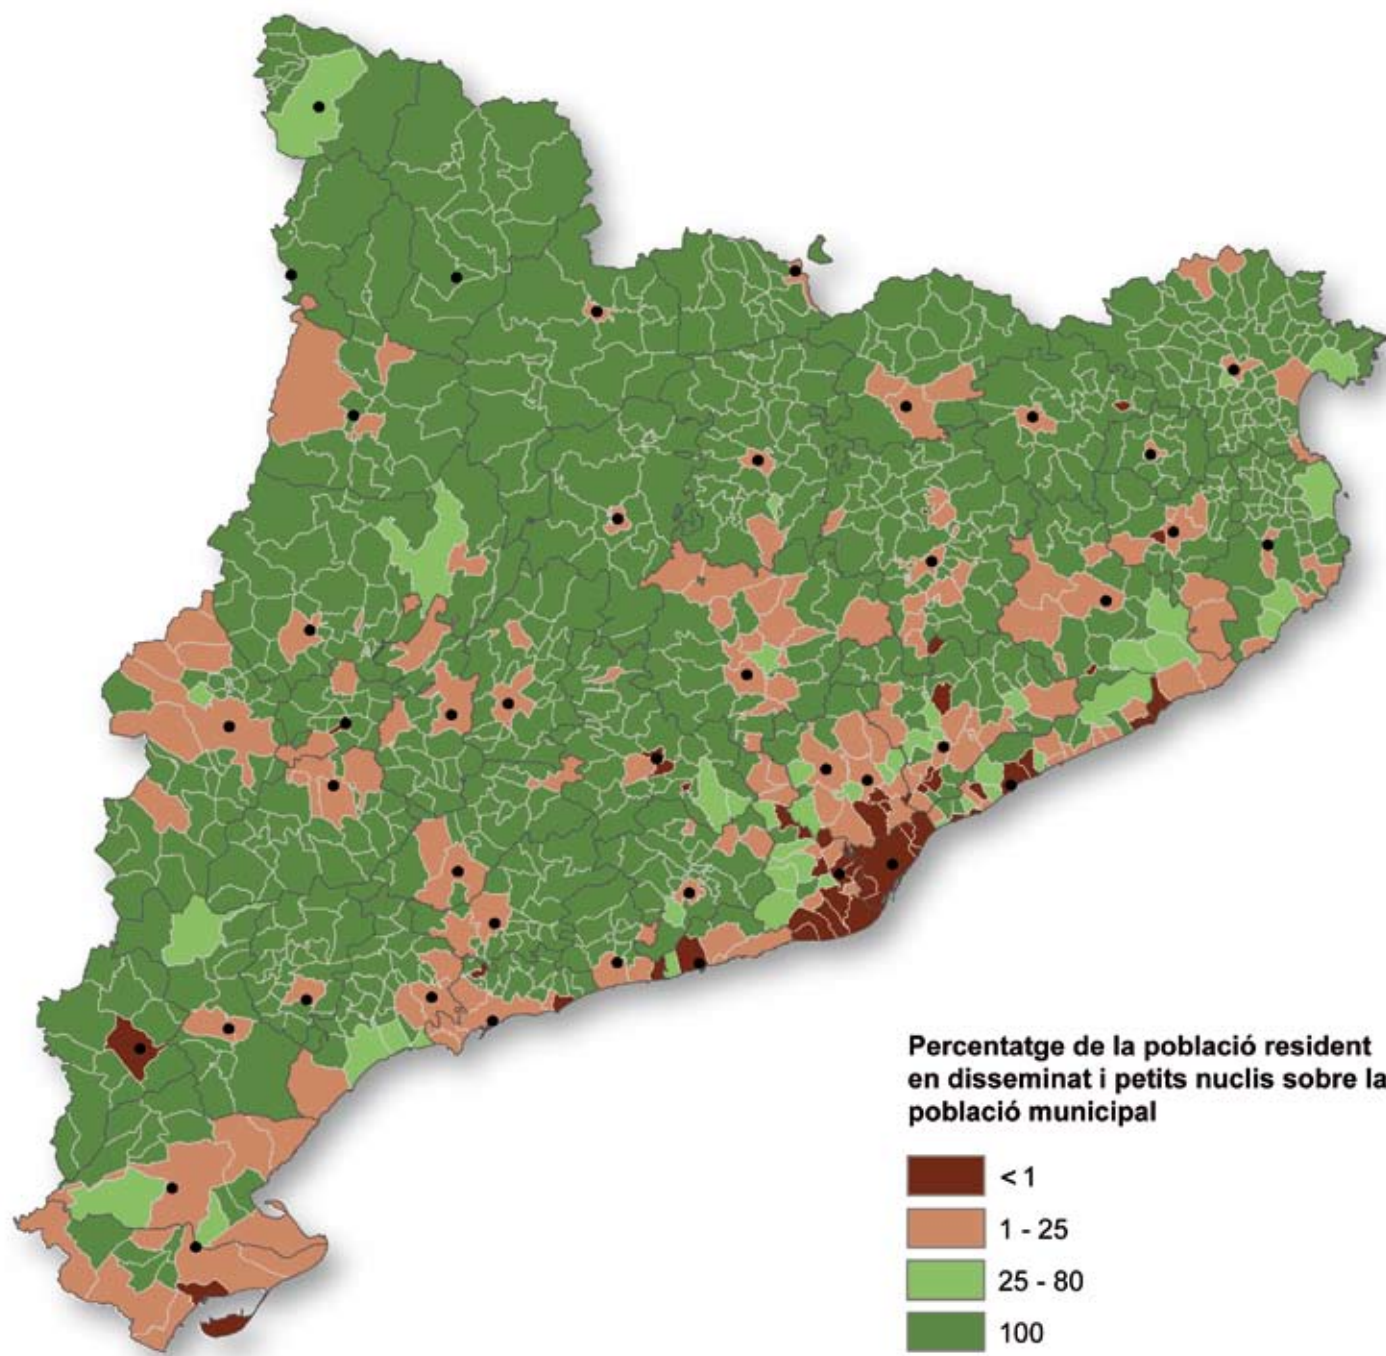 Percentatge de la població resident
en disseminat i petits nuclis sobre la
població municipal
< 1
1 - 25
25 - 80
100